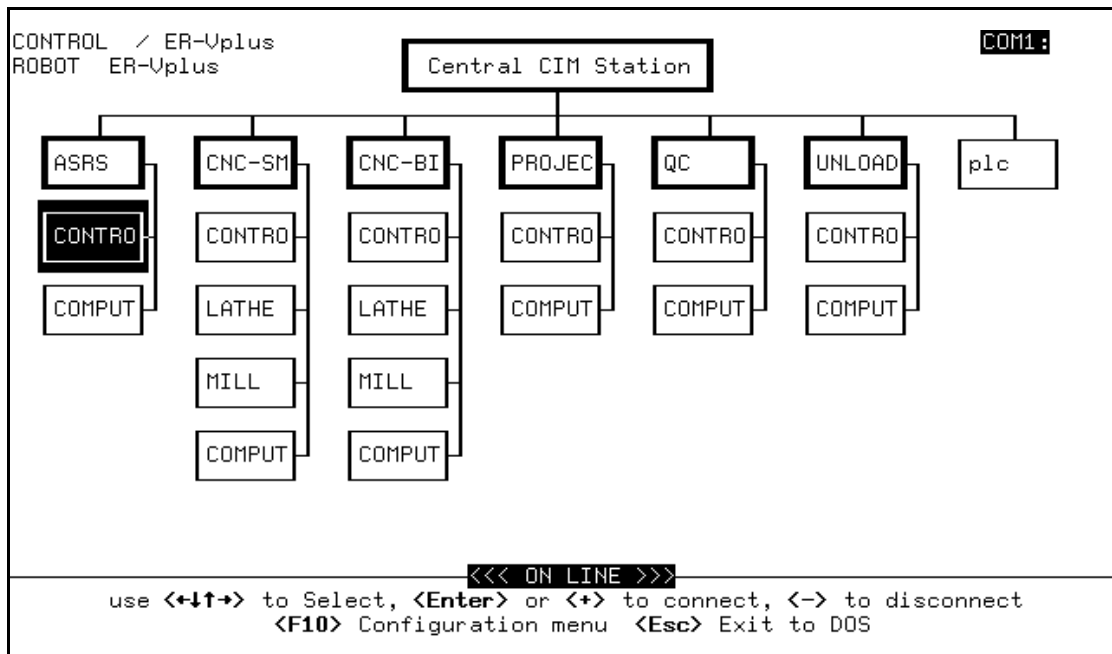 CONTROL / ER-Vplus
COM1:
ROBOT ER-Vplus
Central CIM Station
ASRS CNC-SM CNC-BI PROJEC QC UNLOAD plc
CONTRO CONTRO CONTRO CONTRO CONTRO CONTRO
COMPUT LATHE LATHE COMPUT COMPUT COMPUT
MILL MILL
COMPUT COMPUT
<<< ON LINE >>>
use <←↓↑→> to Select, <Enter> or <+> to connect, <-> to disconnect
<F10> Configuration menu <Esc> Exit to DOS